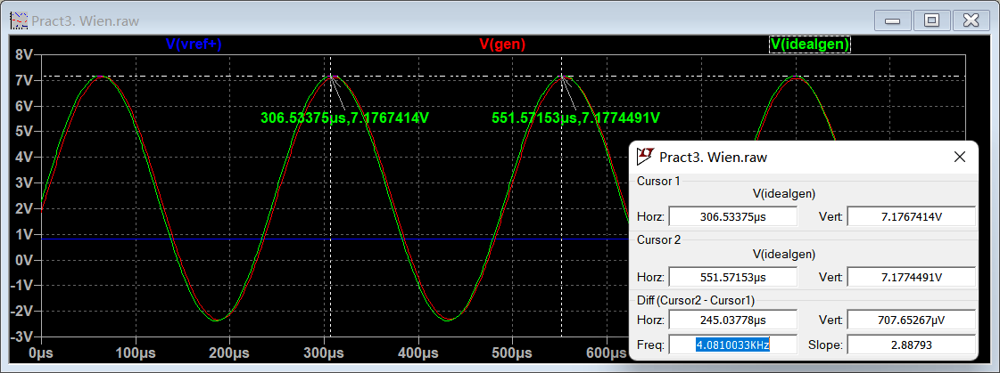 Pract3. Wien.raw
V(vref+) V(gen) V(idealgen)
8V
7V
6V
5V
4V
3V
2V
1V
0V
-1V
-2V
-3V
306.53375µs,7.1767414V 551.57153µs,7.1774491V
0µs 100µs 200µs 300µs 400µs 500µs 600µs
Pract3. Wien.raw
Cursor 1
V(idealgen)
Horz: 306.53375µs Vert: 7.1767414V
Cursor 2
V(idealgen)
Horz: 551.57153µs Vert: 7.1774491V
Diff (Cursor2 - Cursor1)
Horz: 245.03778µs Vert: 707.65267µV
Freq: 4.0810033KHz Slope: 2.88793